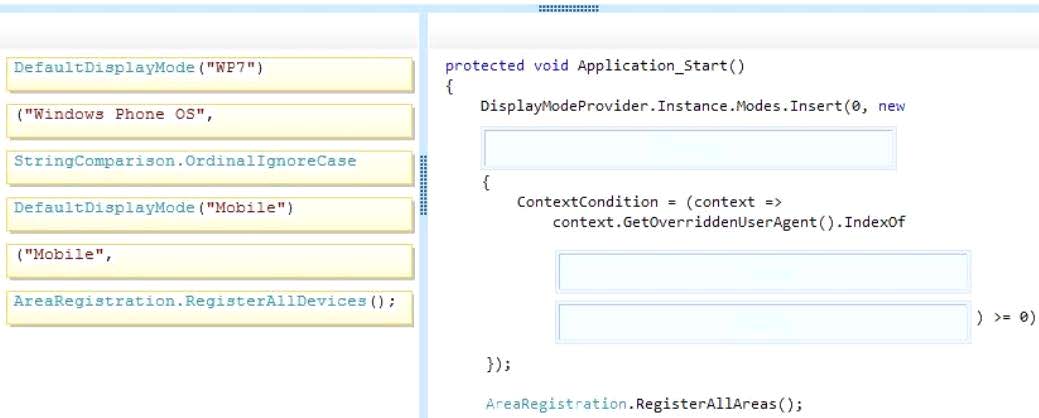 DefaultDisplayMode("WP7")
("Windows Phone OS",
StringComparison.OrdinalIgnoreCase
DefaultDisplayMode("Mobile")
("Mobile",
AreaRegistration.RegisterAllDevices();
protected void Application_Start()
{
DisplayModeProvider.Instance.Modes.Insert(0, new
{
ContextCondition = (context =>
context.GetOverriddenUserAgent().IndexOf
) >= 0)
});
AreaRegistration.RegisterAllAreas();